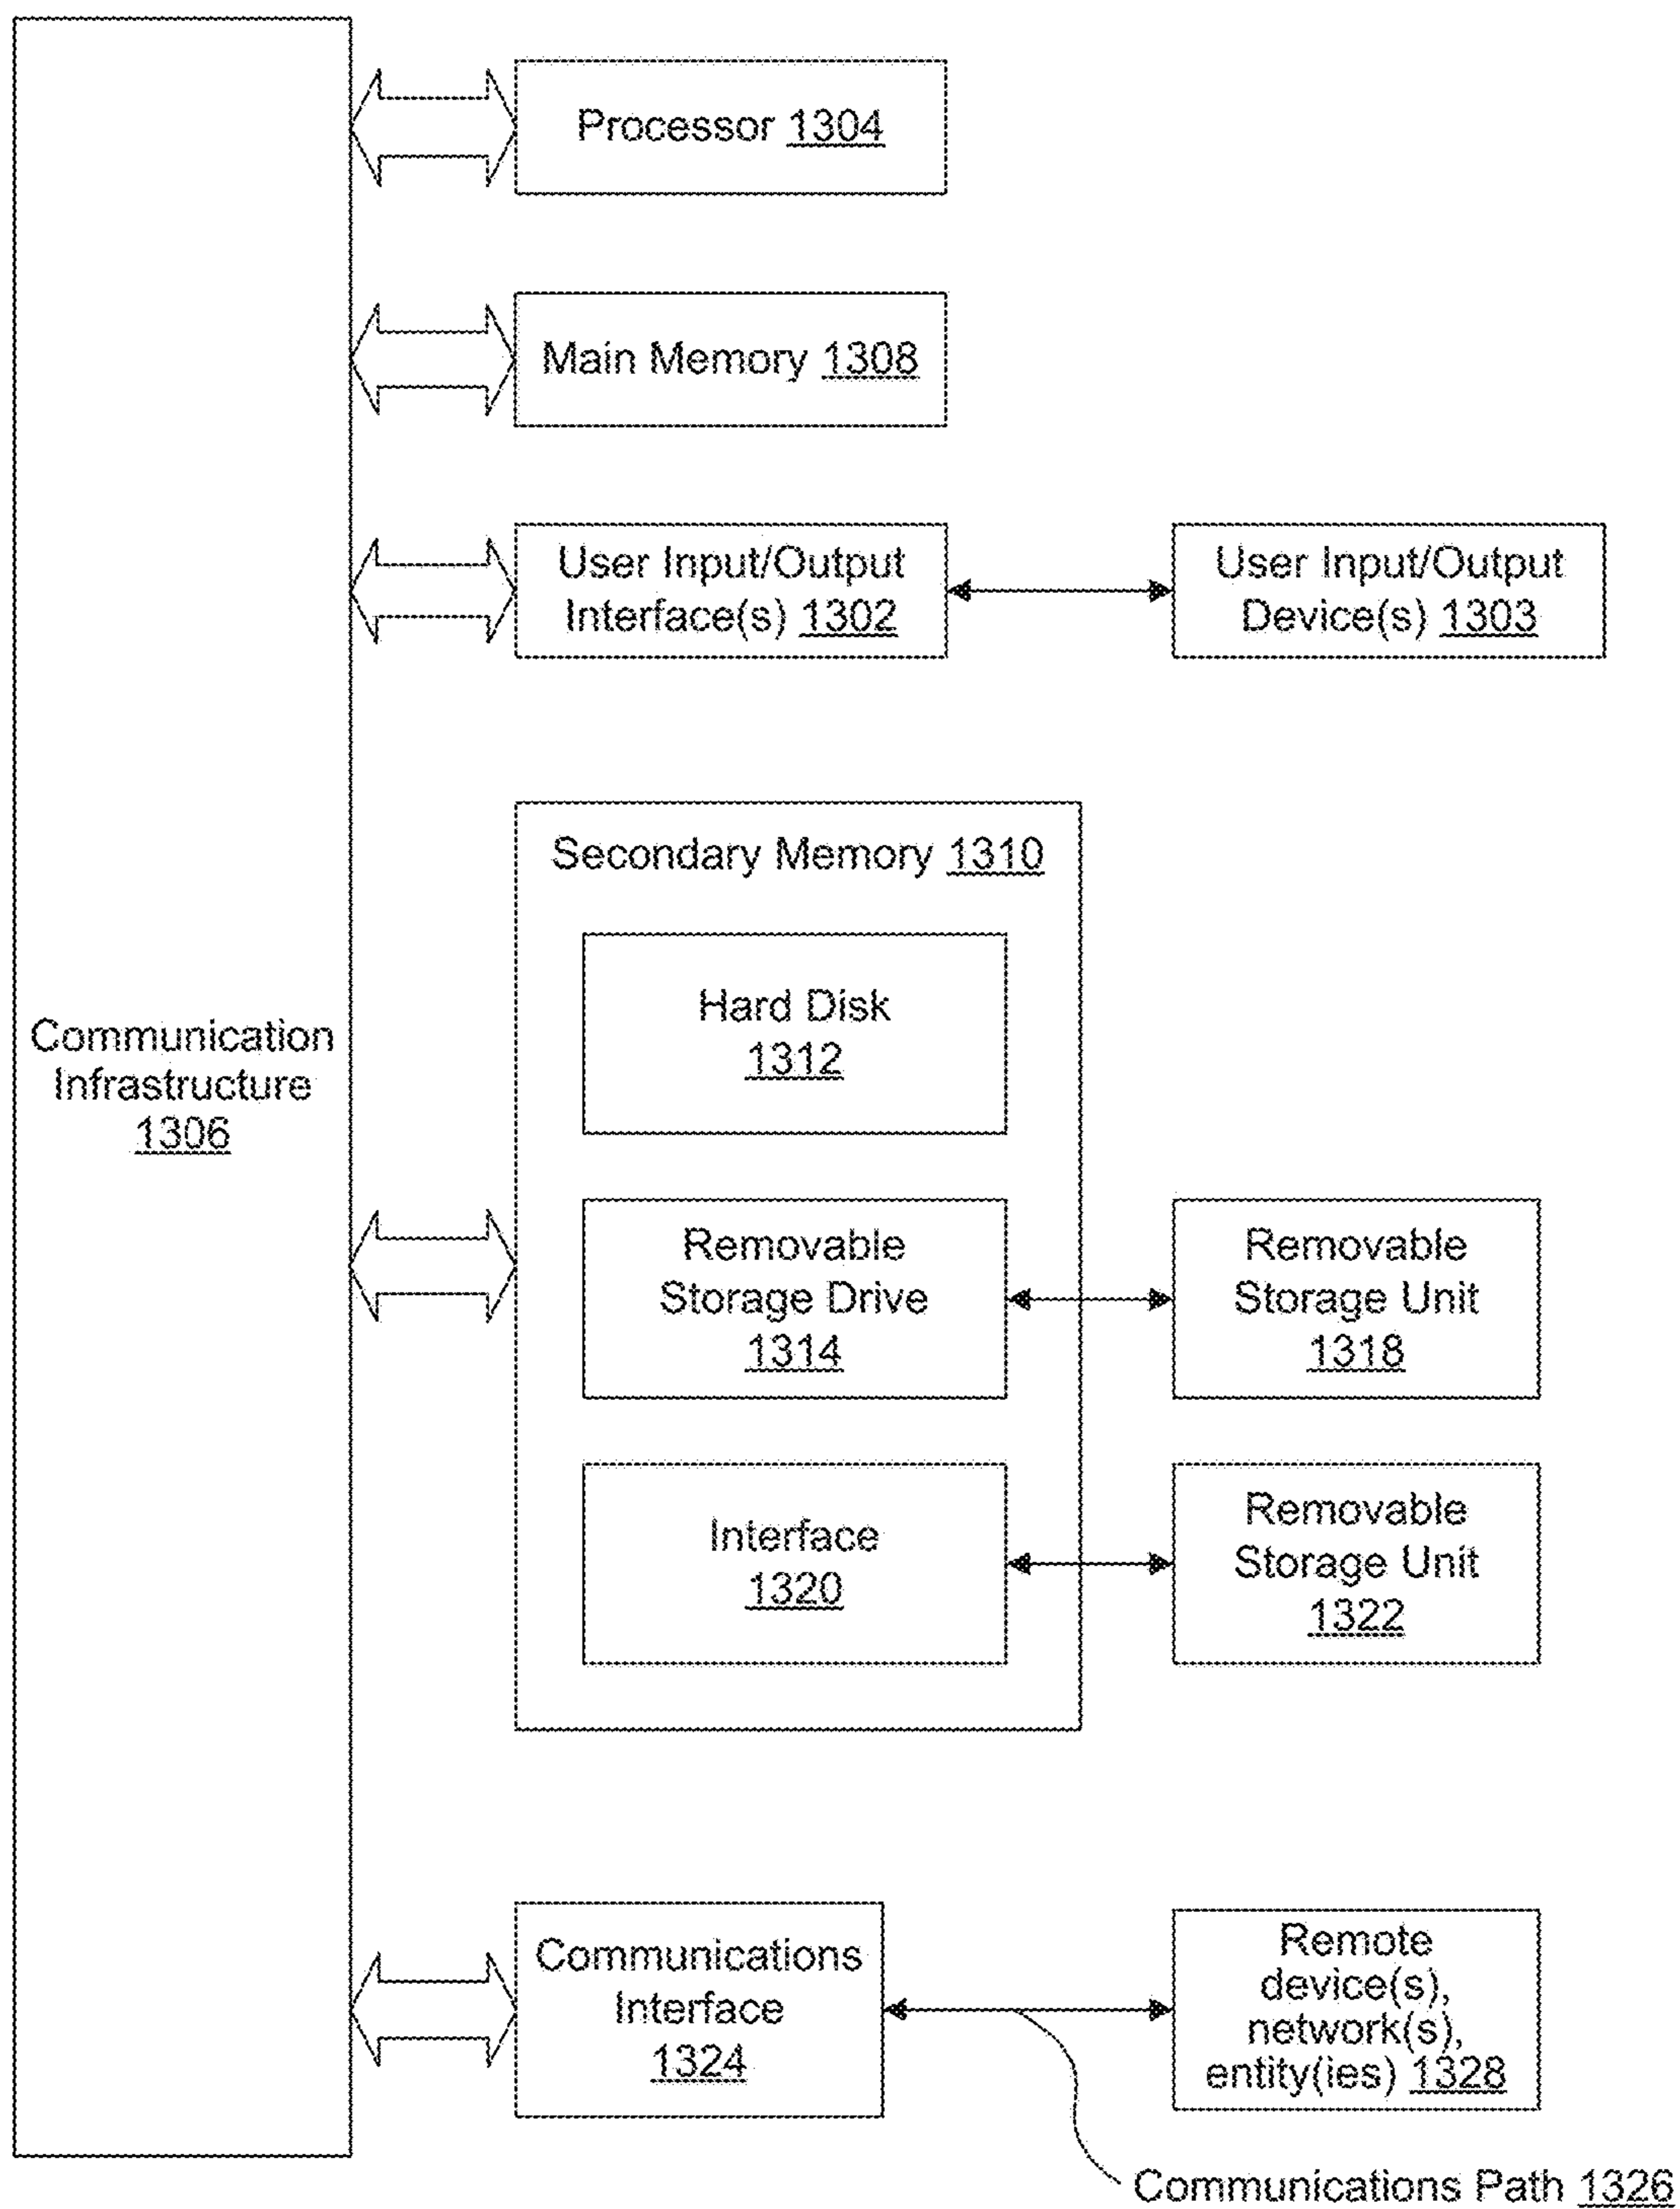 Processor 1304
Main Memory 1308
User Input/Output
Interface(s) 1302
User Input/Output
Device(s) 1303
Secondary Memory 1310
Hard Disk
1312
Communication
Infrastructure
1306
Removable
Storage Drive
1314
Removable
Storage Unit
1318
Interface
1320
Removable
Storage Unit
1322
Communications
Interface
1324
Remote
device(s),
network(s),
entity(ies) 1328
Communications Path 1326